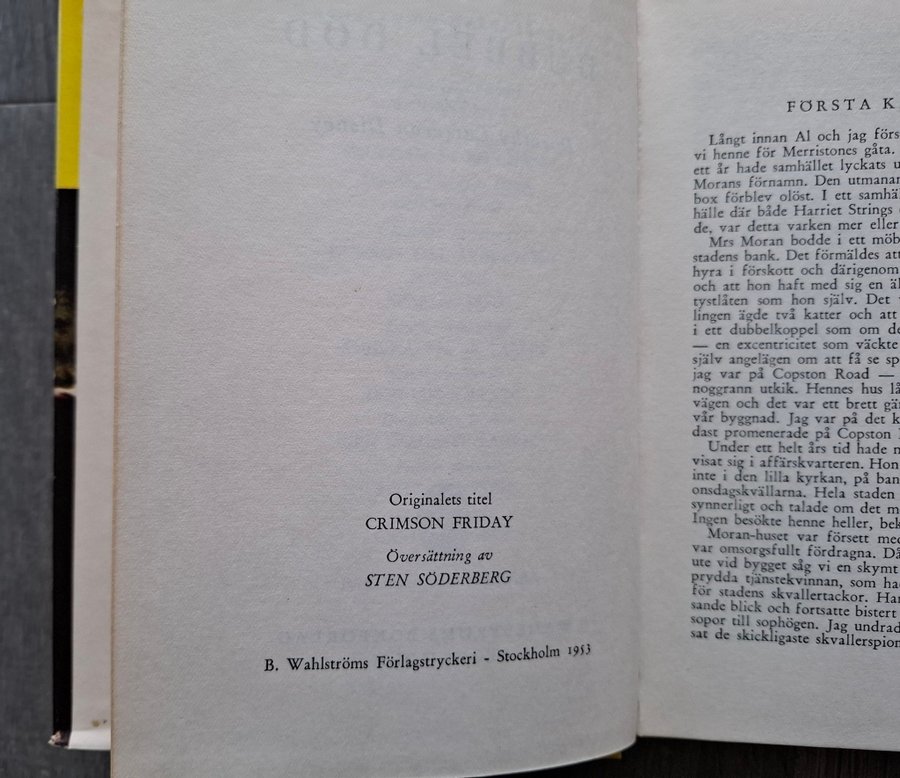 Originalets titel
CRIMSON FRIDAY
Översättning av
STEN SÖDERBERG
B. Wahlströms Förlagstryckeri - Stockholm 1953
FÖRSTA K
Långt innan Al och jag förs
vi henne för Merristones gåta.
ett år hade samhället lyckats u
Morans förnamn. Den utmanan
box förblev olöst. I ett samhä
hälle där både Harriet Strings
de, var detta varken mer eller
Mrs Moran bodde i ett möb
stadens bank. Det förmäldes att
hyra i förskott och därigenom
och att hon haft med sig en äl
tystlåten som hon själv. Det
lingen ägde två katter och att
i ett dubbelkoppel som om de
— en excentricitet som väckte
själv angelägen om att få se sp
jag var på Copston Road —
noggrann utkik. Hennes hus lå
vägen och det var ett brett gär
vår byggnad. Jag var på det k
dast promenerade på Copston
Under ett helt års tid hade
visat sig i affärskvarteren. Hon
inte i den lilla kyrkan, på ban
onsdagskvällarna. Hela staden
synnerligt och talade om det m
Ingen besökte henne heller, bek
Moran-huset var försett med
var omsorgsfullt fördragna. Då
ute vid bygget såg vi en skymt
prydda tjänstekvinnan, som ha
för stadens skvallertackor. Har
sande blick och fortsatte bistert
sopor till sophögen. Jag undrad
sat de skickligaste skvallerspion